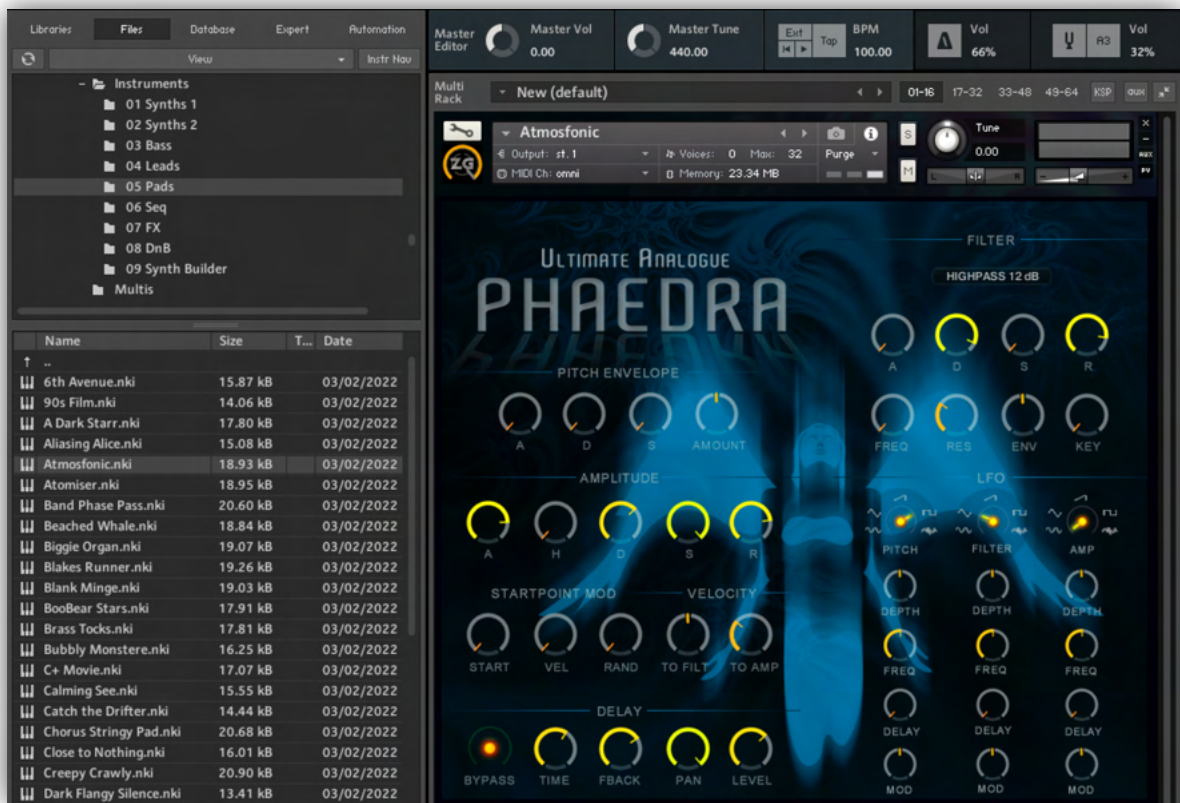 Libraries Files Database Expert Automation
View Instr Nav
Instruments
01 Synths 1
02 Synths 2
03 Bass
04 Leads
05 Pads
06 Seq
07 FX
08 DnB
09 Synth Builder
Multis
Name Size T... Date
..
6th Avenue.nki 15.87 kB 03/02/2022
90s Film.nki 14.06 kB 03/02/2022
A Dark Starr.nki 17.80 kB 03/02/2022
Aliasing Alice.nki 15.08 kB 03/02/2022
Atmosfonic.nki 18.93 kB 03/02/2022
Atomiser.nki 18.95 kB 03/02/2022
Band Phase Pass.nki 20.60 kB 03/02/2022
Beached Whale.nki 18.84 kB 03/02/2022
Biggie Organ.nki 19.07 kB 03/02/2022
Blakes Runner.nki 19.26 kB 03/02/2022
Blank Minge.nki 19.03 kB 03/02/2022
BooBear Stars.nki 17.91 kB 03/02/2022
Brass Tocks.nki 17.81 kB 03/02/2022
Bubbly Monstere.nki 16.25 kB 03/02/2022
C+ Movie.nki 17.07 kB 03/02/2022
Calming See.nki 15.55 kB 03/02/2022
Catch the Drifter.nki 14.44 kB 03/02/2022
Chorus Stringy Pad.nki 20.68 kB 03/02/2022
Close to Nothing.nki 16.01 kB 03/02/2022
Creepy Crawly.nki 20.90 kB 03/02/2022
Dark Flangy Silence.nki 13.41 kB 03/02/2022
Master Editor
Master Vol
0.00
Master Tune
440.00
Ext
Tap
BPM
100.00
Vol
66%
A3
Vol
32%
Multi Rack
New (default) 01-16 17-32 33-48 49-64 KSP aux
ZG
Atmosfonic
Output: st.1 Voices: 0 Max: 32 Purge
MIDI Ch: omni Memory: 23.34 MB
S
M
Tune
0.00
L R
AUX
PV
ULTIMATE ANALOGUE
PHAEDRA
PITCH ENVELOPE
A D S AMOUNT
AMPLITUDE
A H D S R
STARTPOINT MOD VELOCITY
START VEL RAND TO FILT TO AMP
DELAY
BYPASS TIME FBACK PAN LEVEL
FILTER
HIGHPASS 12 dB
A D S R
FREQ RES ENV KEY
LFO
PITCH FILTER AMP
DEPTH DEPTH DEPTH
FREQ FREQ FREQ
DELAY DELAY DELAY
MOD MOD MOD